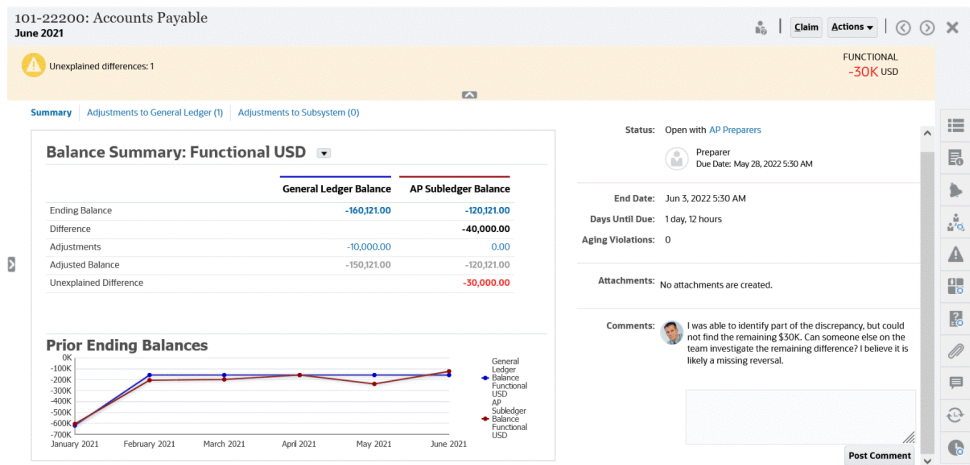 101-22200: Accounts Payable
June 2021
Claim
Actions
Unexplained differences: 1
FUNCTIONAL
-30K USD
Summary
Adjustments to General Ledger (1)
Adjustments to Subsystem (0)
Balance Summary: Functional USD
General Ledger Balance AP Subledger Balance
Ending Balance -160,121.00 -120,121.00
Difference -40,000.00
Adjustments -10,000.00 0.00
Adjusted Balance -150,121.00 -120,121.00
Unexplained Difference -30,000.00
Prior Ending Balances
0K
-100K
-200K
-300K
-400K
-500K
-600K
-700K
January 2021 February 2021 March 2021 April 2021 May 2021 June 2021
General
Ledger
Balance
Functional
USD
AP
Subledger
Balance
Functional
USD
Status: Open with AP Preparers
Preparer
Due Date: May 28, 2022 5:30 AM
End Date: Jun 3, 2022 5:30 AM
Days Until Due: 1 day, 12 hours
Aging Violations: 0
Attachments: No attachments are created.
Comments: I was able to identify part of the discrepancy, but could
not find the remaining $30K. Can someone else on the
team investigate the remaining difference? I believe it is
likely a missing reversal.
Post Comment